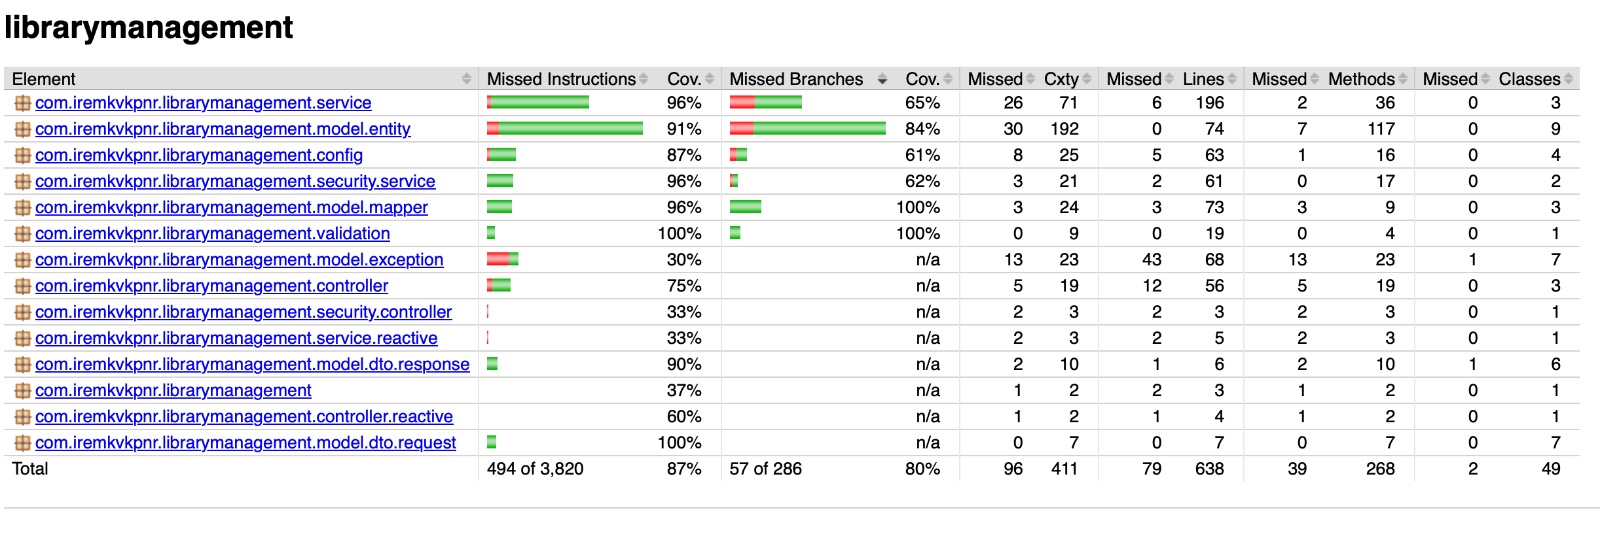 librarymanagement
Element Missed Instructions Cov. Missed Branches Cov. Missed Cxty Missed Lines Missed Methods Missed Classes
com.iremkvkpnr.librarymanagement.service 96% 65% 26 71 6 196 2 36 0 3
com.iremkvkpnr.librarymanagement.model.entity 91% 84% 30 192 0 74 7 117 0 9
com.iremkvkpnr.librarymanagement.config 87% 61% 8 25 5 63 1 16 0 4
com.iremkvkpnr.librarymanagement.security.service 96% 62% 3 21 2 61 0 17 0 2
com.iremkvkpnr.librarymanagement.model.mapper 96% 100% 3 24 3 73 3 9 0 3
com.iremkvkpnr.librarymanagement.validation 100% 100% 0 9 0 19 0 4 0 1
com.iremkvkpnr.librarymanagement.model.exception 30% n/a 13 23 43 68 13 23 1 7
com.iremkvkpnr.librarymanagement.controller 75% n/a 5 19 12 56 5 19 0 3
com.iremkvkpnr.librarymanagement.security.controller 33% n/a 2 3 2 3 2 3 0 1
com.iremkvkpnr.librarymanagement.service.reactive 33% n/a 2 3 2 5 2 3 0 1
com.iremkvkpnr.librarymanagement.model.dto.response 90% n/a 2 10 1 6 2 10 1 6
com.iremkvkpnr.librarymanagement 37% n/a 1 2 2 3 1 2 0 1
com.iremkvkpnr.librarymanagement.controller.reactive 60% n/a 1 2 1 4 1 2 0 1
com.iremkvkpnr.librarymanagement.model.dto.request 100% n/a 0 7 0 7 0 7 0 7
Total 494 of 3,820 87% 57 of 286 80% 96 411 79 638 39 268 2 49